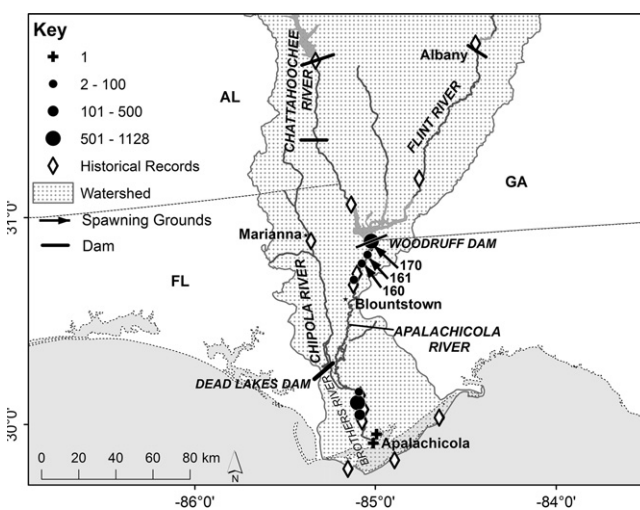 Key
1
2 - 100
101 - 500
501 - 1128
Historical Records
Watershed
Spawning Grounds
Dam
AL
GA
FL
CHATTAHOOCHEE
RIVER
Albany
FLINT RIVER
31°0'
Marianna
WOODRUFF DAM
170
161
160
Blountstown
CHIPOLA RIVER
APALACHICOLA
RIVER
DEAD LAKES DAM
BROTHERS RIVER
30°0'
Apalachicola
0 20 40 60 80 km
N
-86°0' -85°0' -84°0'